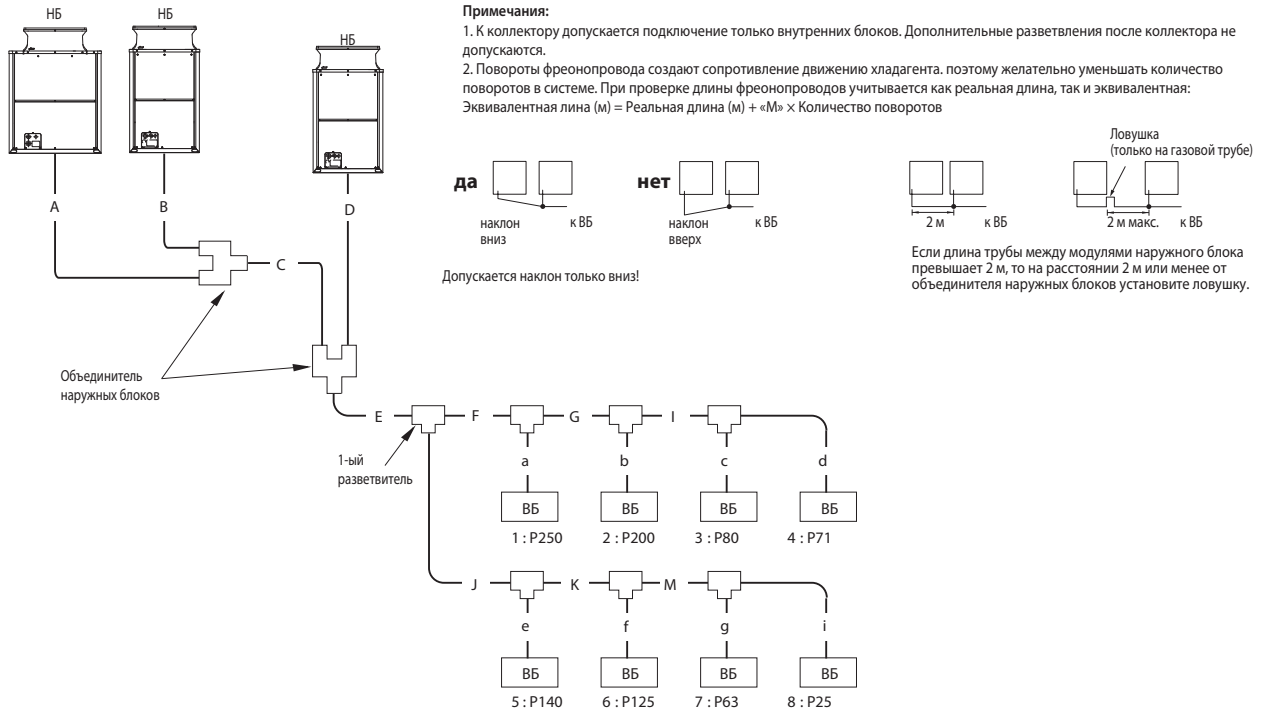 НБ
НБ
НБ
Примечания:
1. К коллектору допускается подключение только внутренних блоков. Дополнительные разветвления после коллектора не
допускаются.
2. Повороты фреонопровода создают сопротивление движению хладагента. поэтому желательно уменьшать количество
поворотов в системе. При проверке длины фреонопроводов учитывается как реальная длина, так и эквивалентная:
Эквивалентная лина (м) = Реальная длина (м) + «М» × Количество поворотов
да
наклон
вниз
к ВБ
нет
наклон
вверх
к ВБ
Допускается наклон только вниз!
2 м
к ВБ
Ловушка
(только на газовой трубе)
2 м макс.
к ВБ
Если длина трубы между модулями наружного блока
превышает 2 м, то на расстоянии 2 м или менее от
объединителя наружных блоков установите ловушку.
A
B
D
C
Объединитель
наружных блоков
E
F
G
I
1-ый
разветвитель
a
b
c
d
ВБ
ВБ
ВБ
ВБ
1 : P250
2 : P200
3 : P80
4 : P71
J
K
M
e
f
g
i
ВБ
ВБ
ВБ
ВБ
5 : P140
6 : P125
7 : P63
8 : P25